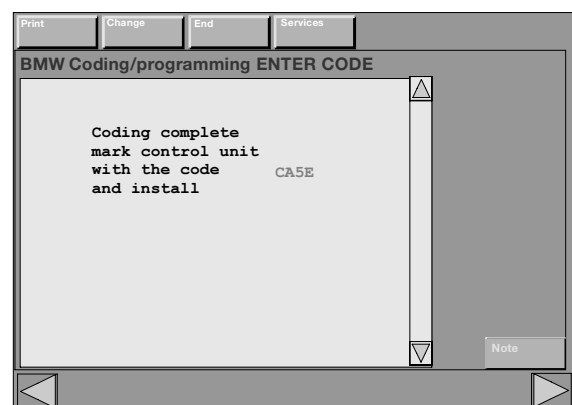 Print Change End Services
BMW Coding/programming ENTER CODE
Coding complete
mark control unit
with the code CA5E
and install
Note